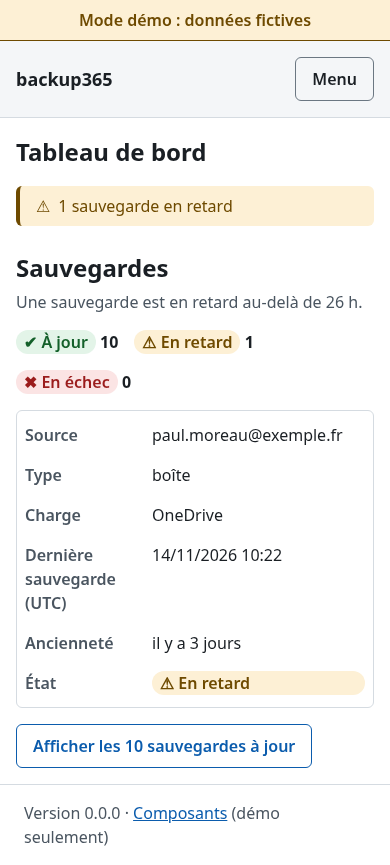 Mode démo : données fictives
backup365
Menu
Tableau de bord
⚠ 1 sauvegarde en retard
Sauvegardes
Une sauvegarde est en retard au-delà de 26 h.
✔ À jour 10 ⚠ En retard 1
✖ En échec 0
Source paul.moreau@exemple.fr
Type boîte
Charge OneDrive
Dernière 14/11/2026 10:22
sauvegarde
(UTC)
Ancienneté il y a 3 jours
État ⚠ En retard
Afficher les 10 sauvegardes à jour
Version 0.0.0 · Composants (démo
seulement)